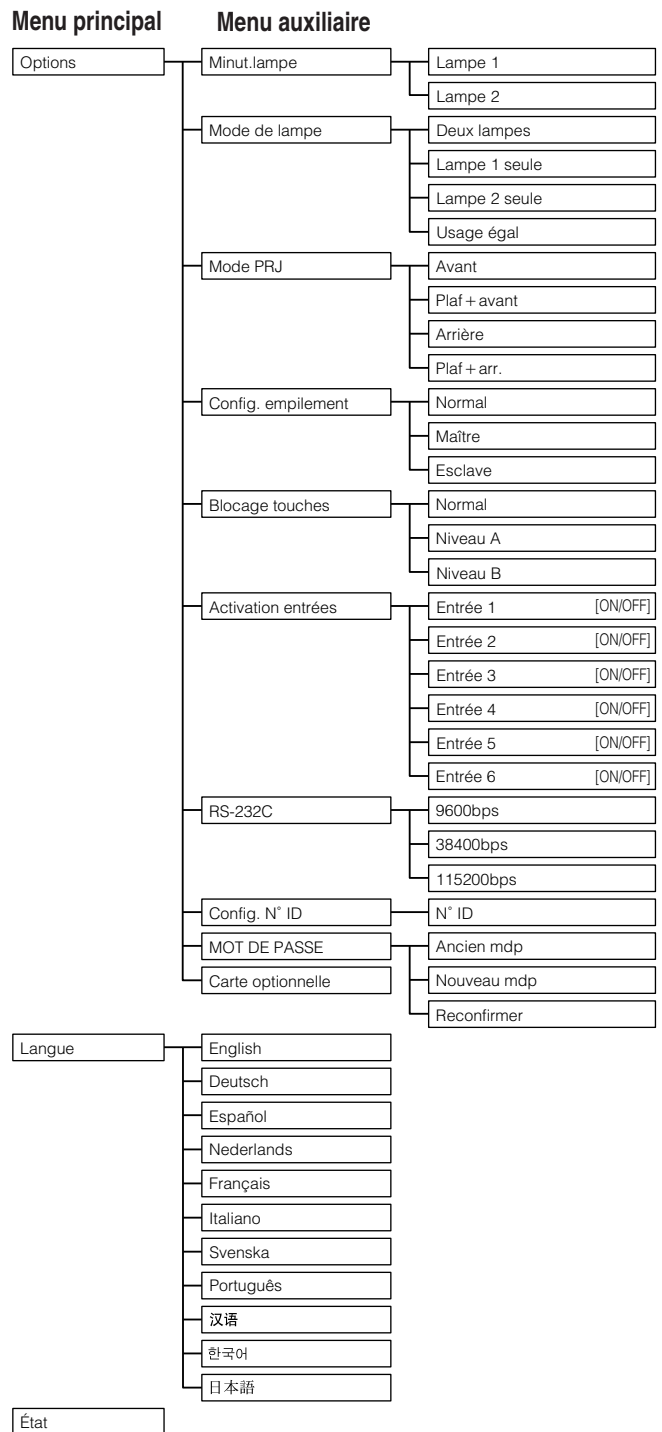 Menu principal Menu auxiliaire
Options Minut.lampe Lampe 1
Lampe 2
Mode de lampe Deux lampes
Lampe 1 seule
Lampe 2 seule
Usage égal
Mode PRJ Avant
Plaf+avant
Arrière
Plaf+arr.
Config. empilement Normal
Maître
Esclave
Blocage touches Normal
Niveau A
Niveau B
Activation entrées Entrée 1 [ON/OFF]
Entrée 2 [ON/OFF]
Entrée 3 [ON/OFF]
Entrée 4 [ON/OFF]
Entrée 5 [ON/OFF]
Entrée 6 [ON/OFF]
RS-232C 9600bps
38400bps
115200bps
Config. N° ID N° ID
MOT DE PASSE Ancien mdp
Carte optionnelle Nouveau mdp
Reconfirmer
Langue English
Deutsch
Español
Nederlands
Français
Italiano
Svenska
Português
汉语
한국어
日本語
État